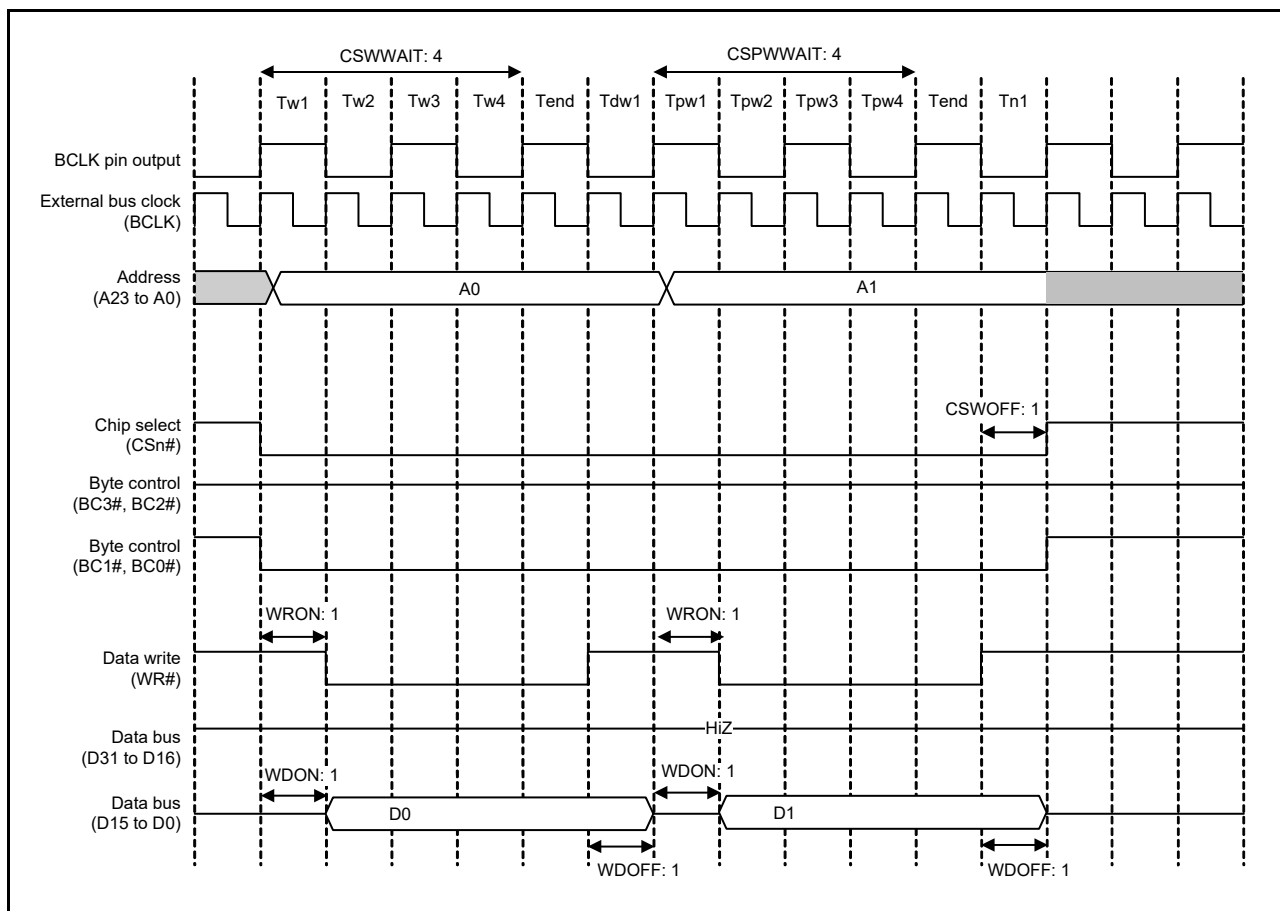 CSWWAIT: 4 CSPWWAIT: 4
Tw1 Tw2 Tw3 Tw4 Tend Tdw1 Tpw1 Tpw2 Tpw3 Tpw4 Tend Tn1
BCLK pin output
External bus clock
(BCLK)
Address
(A23 to A0)
A0 A1
Chip select
(CSn#)
CSWOFF: 1
Byte control
(BC3#, BC2#)
Byte control
(BC1#, BC0#)
WRON: 1 WRON: 1
Data write
(WR#)
Data bus
(D31 to D16)
HiZ
WDON: 1 WDON: 1
Data bus
(D15 to D0)
D0 D1
WDOFF: 1 WDOFF: 1